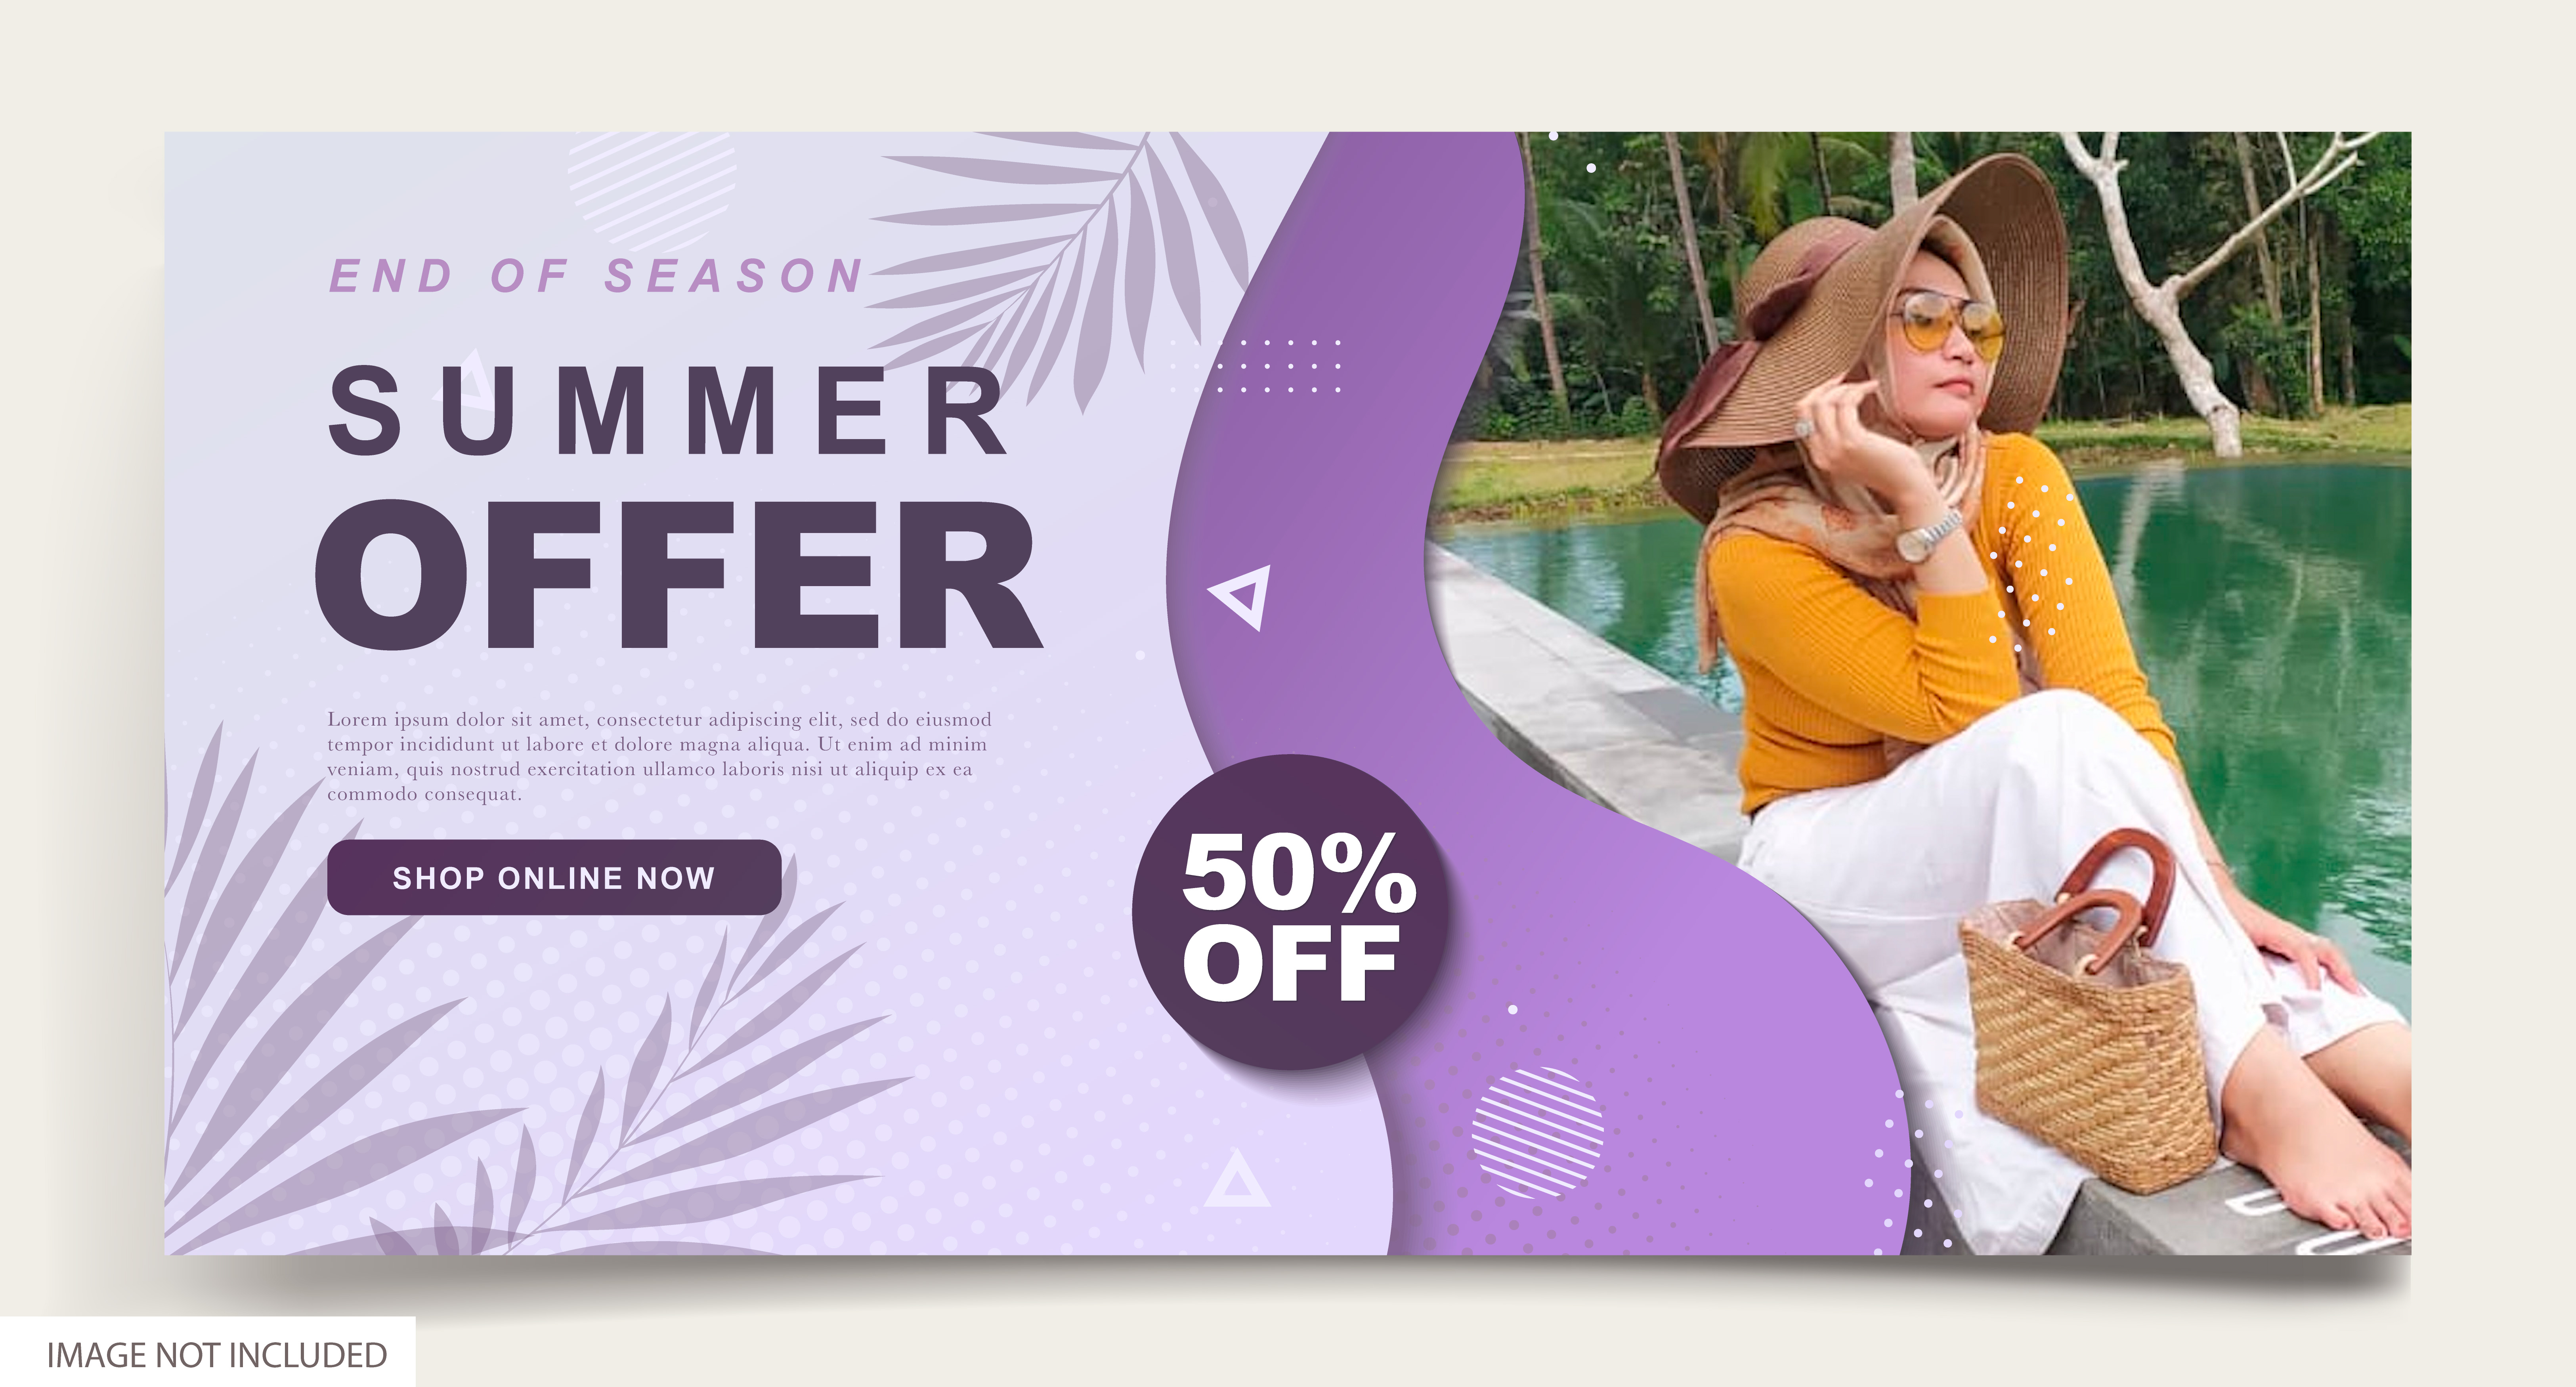 END OF SEASON
SUMMER
OFFER
Lorem ipsum dolor sit amet, consectetur adipiscing elit, sed do eiusmod
tempor incididunt ut labore et dolore magna aliqua. Ut enim ad minim
veniam, quis nostrud exercitation ullamco laboris nisi ut aliquip ex ea
commodo consequat.
SHOP ONLINE NOW
50%
OFF
IMAGE NOT INCLUDED